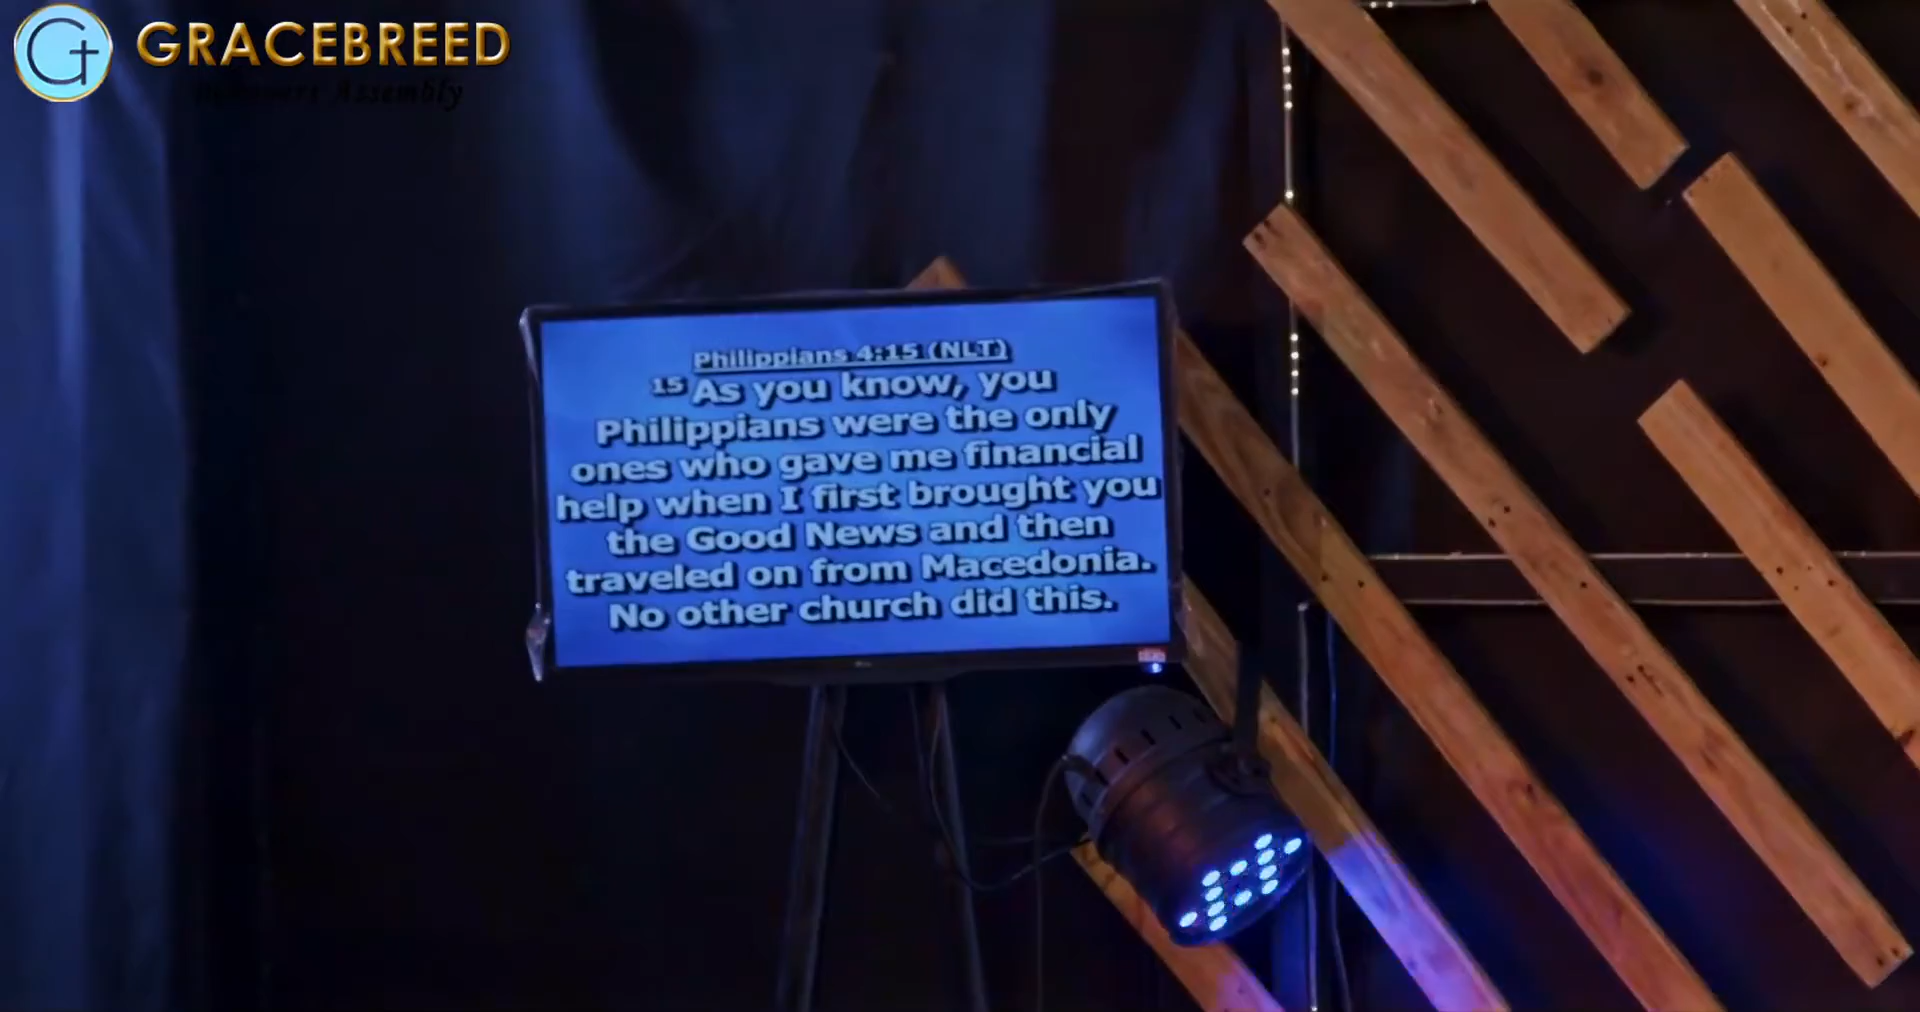 GRACEBREED
Assembly
Philippians 4:15 (NLT)
15 As you know, you
Philippians were the only
ones who gave me financial
help when I first brought you
the Good News and then
traveled on from Macedonia.
No other church did this.